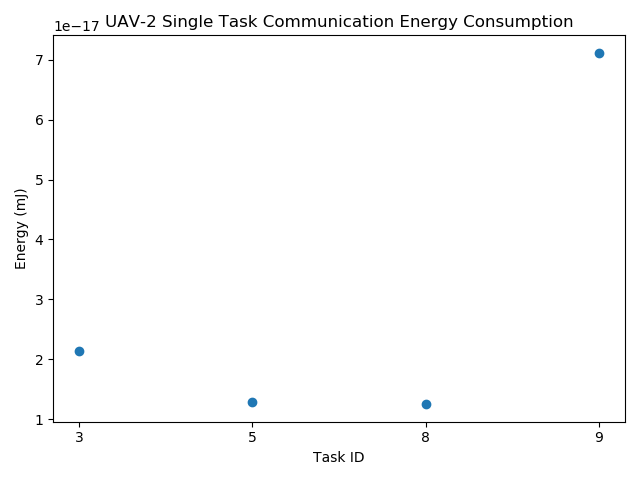 UAV-2 Single Task Communication Energy Consumption
1e−17
7
6
5
4
3
2
1
Energy (mJ)
3 5 8 9
Task ID